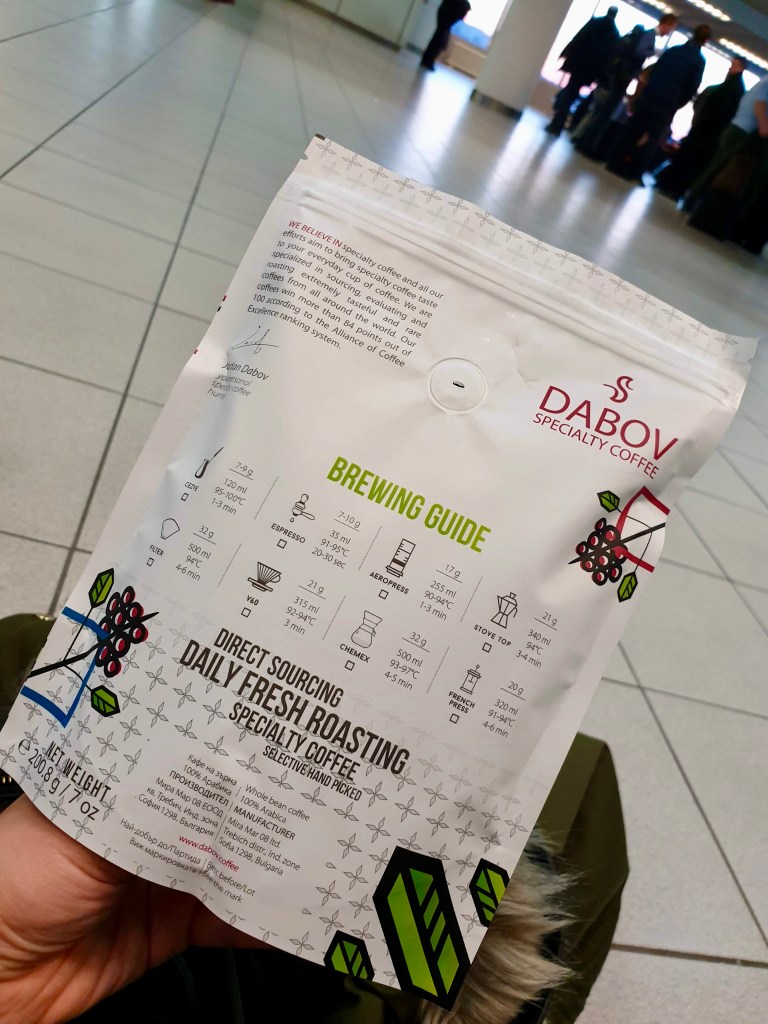 WE BELIEVE IN specialty coffee and all our
efforts aim to bring specialty coffee taste
to your everyday cup of coffee. We are
specialized in sourcing, evaluating and
roasting extremely tasteful and rare
coffees from all around the world. Our
coffees win more than 84 points out of
100 according to the Alliance of Coffee
Excellence ranking system.
Dabov
DABOV
SPECIALTY COFFEE
BREWING GUIDE
CEZVE
7-9 g
120 ml
95-100°C
1-3 min
ESPRESSO
7-10 g
35 ml
91-95°C
20-30 sec
AEROPRESS
17 g
255 ml
90-94°C
1-3 min
STOVE TOP
21 g
340 ml
94°C
3-4 min
FILTER
32 g
500 ml
94°C
4-6 min
V60
21 g
315 ml
92-94°C
3 min
CHEMEX
32 g
500 ml
93-97°C
4-5 min
FRENCH
PRESS
20 g
320 ml
91-94°C
4-6 min
DIRECT SOURCING
DAILY FRESH ROASTING
SPECIALTY COFFEE
SELECTIVE HAND PICKED
NET WEIGHT
℮ 200,8 g / 7 oz
Кафе на зърна
100% Арабика
ПРОИЗВОДИТЕЛ
Мира Мар 08 ЕООД
кв. Требич, Инд. зона
София 1298, България
Whole bean coffee
100% Arabica
MANUFACTURER
Mira Mar 08 ltd.
Trebich distr., Ind. zone
Sofia 1298, Bulgaria
www.dabov.coffee
Най-добър до/Партида
Виж маркировката
Best before/Lot
the mark